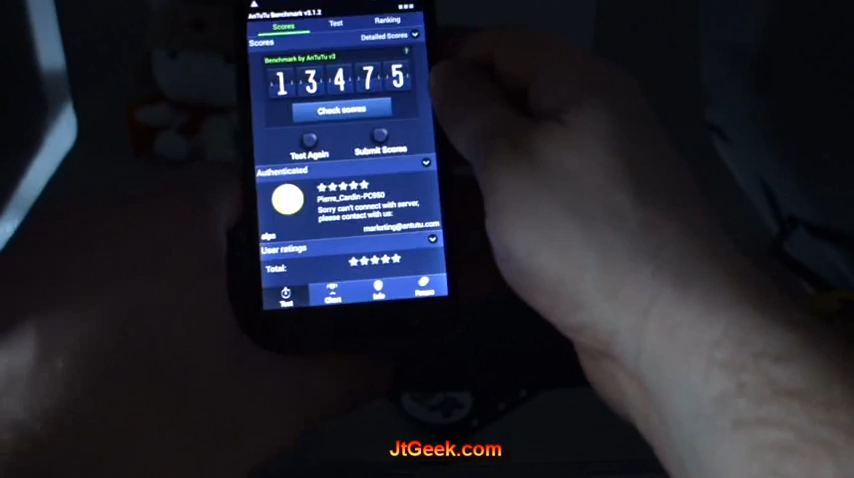 AnTuTu Benchmark v3.1.2
Scores Test Ranking
Scores Detailed Scores
Benchmark by AnTuTu v3 ?
13475
Check scores
Test Again Submit Scores
Authenticated
Pierre_Cardin-PC950
Sorry can't connect with server,
please contact with us:
marketing@antutu.com
alps
User ratings
Total:
Test Chart Info Forum
JtGeek.com